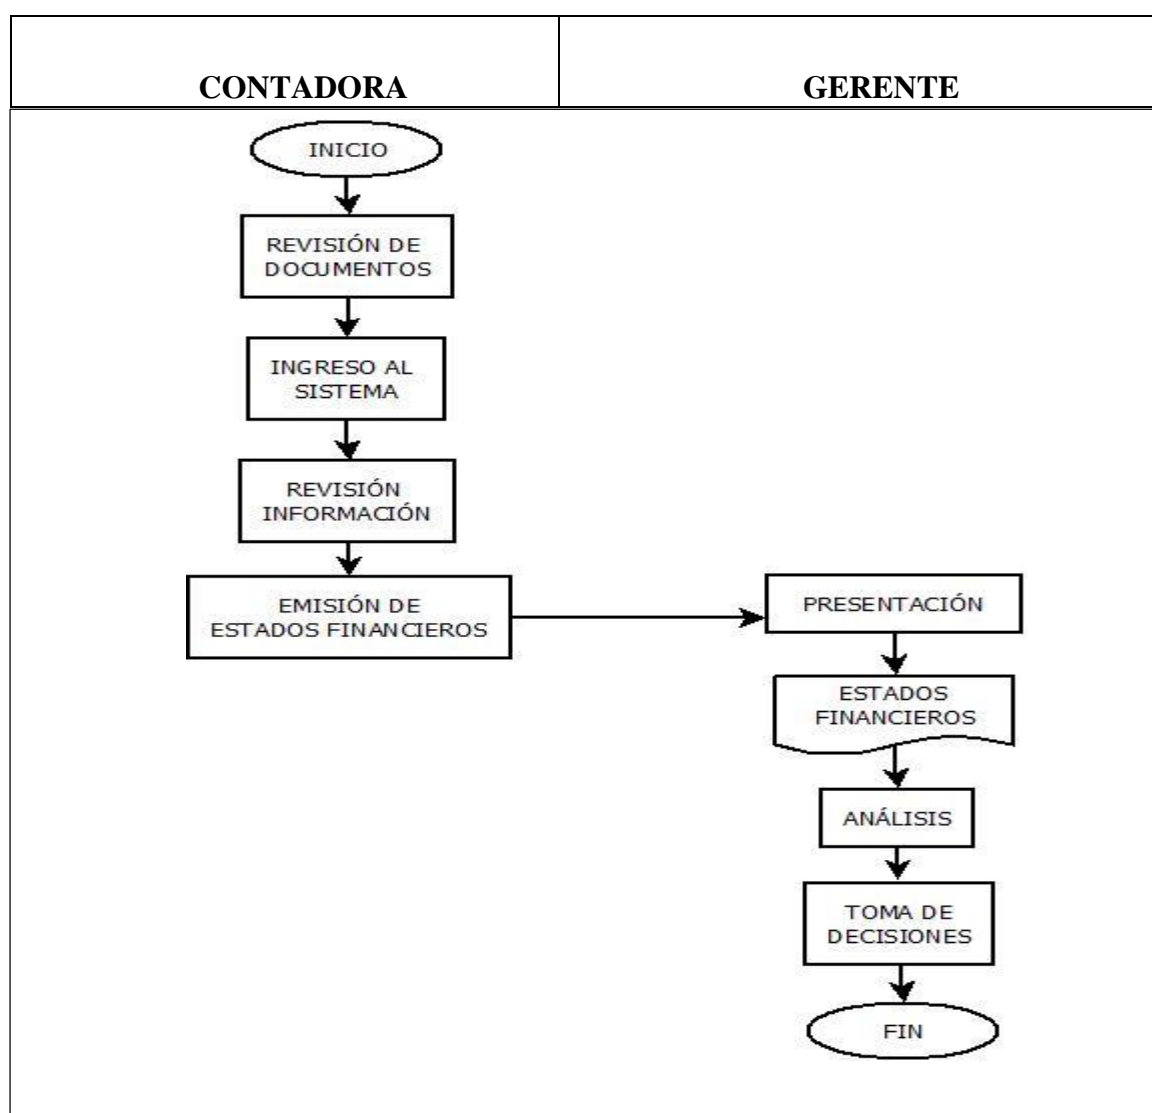 CONTADORA
GERENTE
INICIO
REVISIÓN DE
DOCUMENTOS
INGRESO AL
SISTEMA
REVISIÓN
INFORMACIÓN
EMISIÓN DE
ESTADOS FINANCIEROS
PRESENTACIÓN
ESTADOS
FINANCIEROS
ANÁLISIS
TOMA DE
DECISIONES
FIN